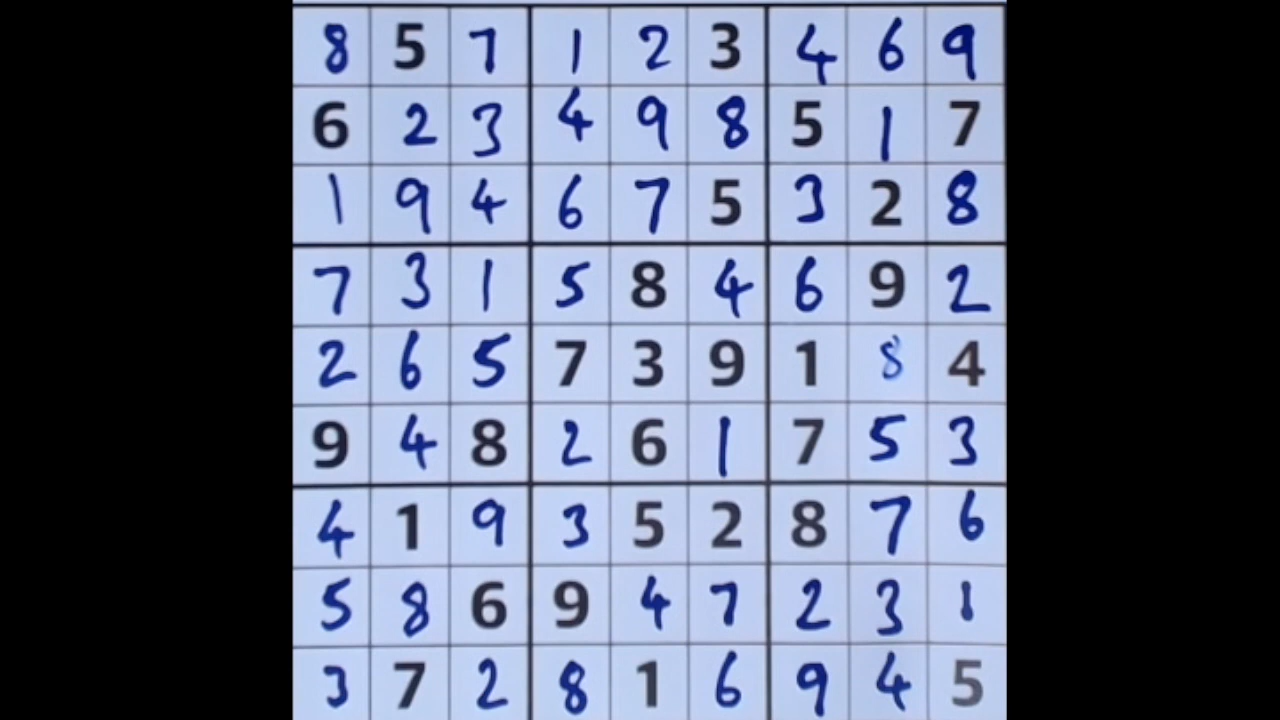 8 5 7 1 2 3 4 6 9
6 2 3 4 9 8 5 1 7
1 9 4 6 7 5 3 2 8
7 3 1 5 8 4 6 9 2
2 6 5 7 3 9 1 8 4
9 4 8 2 6 1 7 5 3
4 1 9 3 5 2 8 7 6
5 8 6 9 4 7 2 3 1
3 7 2 8 1 6 9 4 5